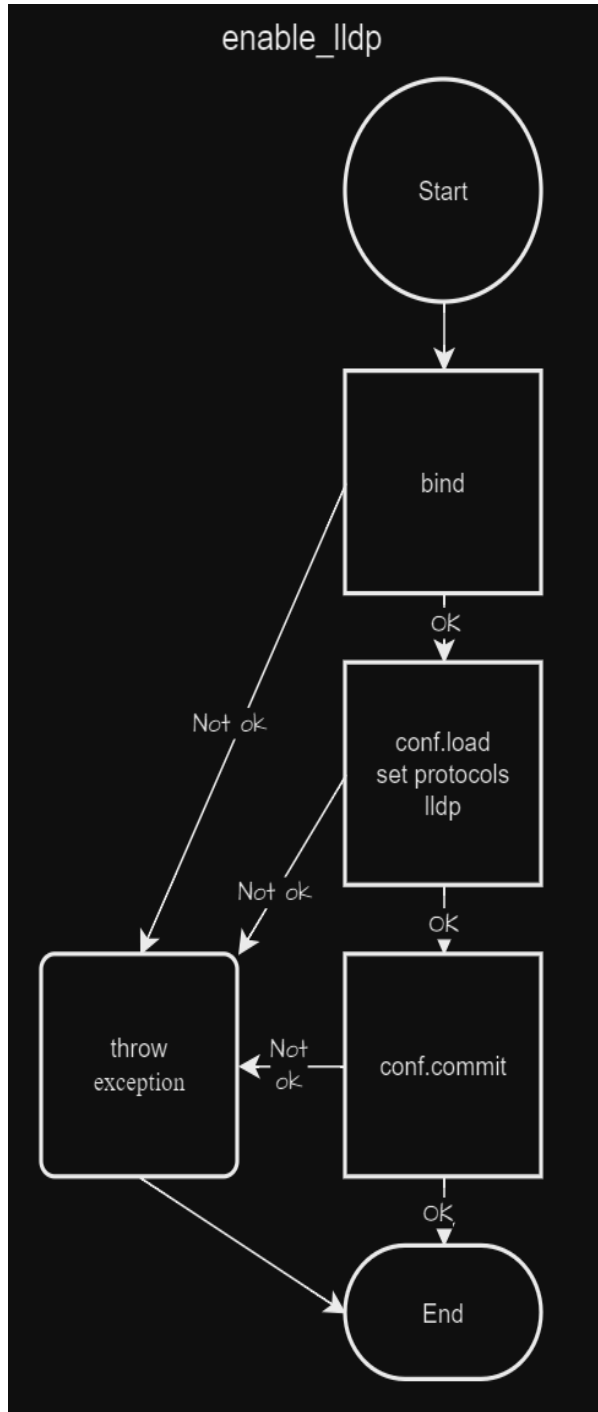 enable_lldp
Start
bind
OK
Not ok
conf.load
set protocols
lldp
Not ok
OK
throw
exception
Not
ok
conf.commit
OK
End